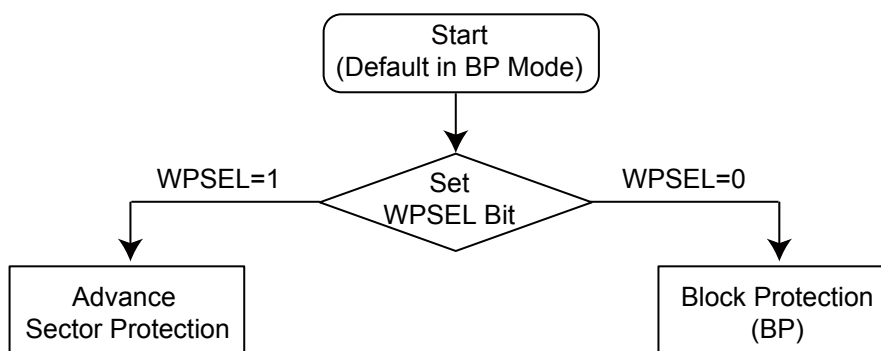 Start
(Default in BP Mode)
WPSEL=1
Set
WPSEL Bit
WPSEL=0
Advance
Sector Protection
Block Protection
(BP)